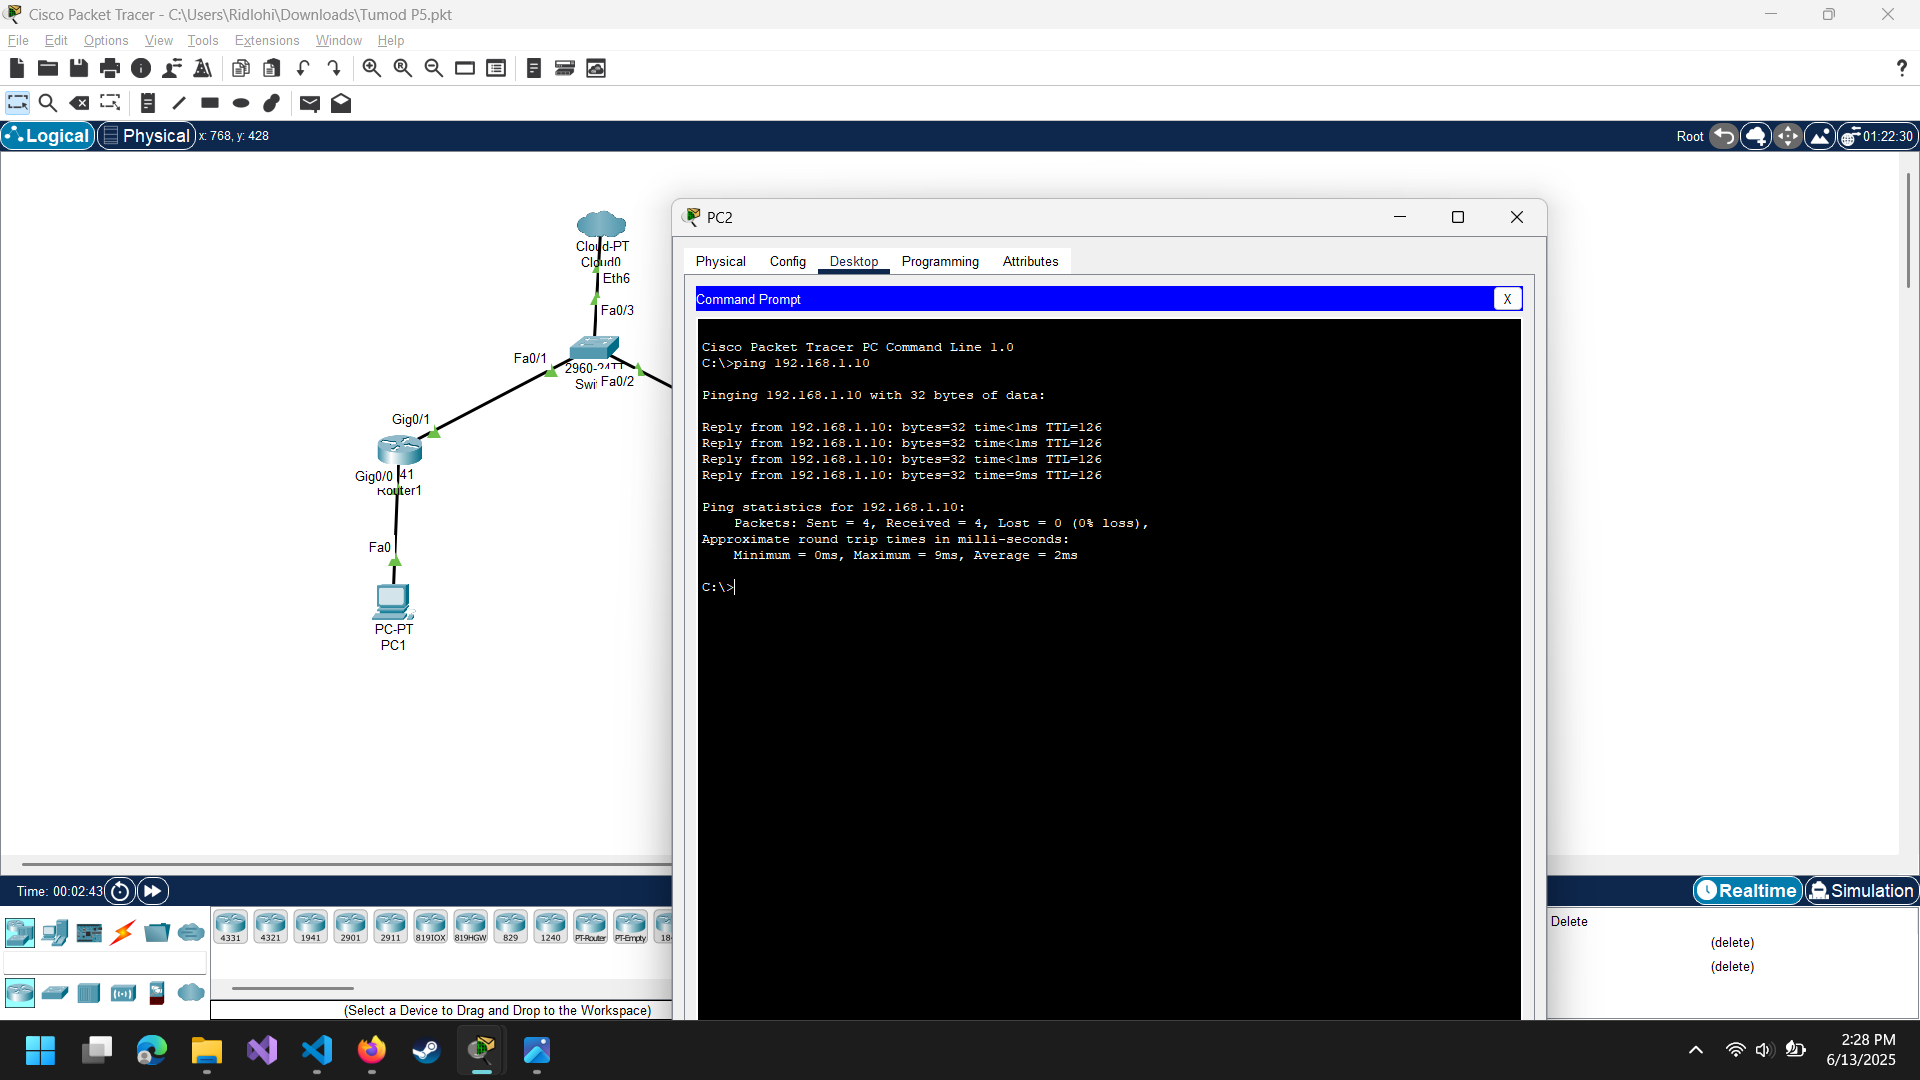 Cisco Packet Tracer - C:\Users\Ridlohi\Downloads\Tumod P5.pkt
File Edit Options View Tools Extensions Window Help
?
Logical Physical x: 768, y: 428
Root 01:22:30
Cloud-PT
Cloud0
Eth6
Fa0/3
Fa0/1
2960-24TT
Swi
Fa0/2
Gig0/1
Gig0/0
41
Router1
Fa0
PC-PT
PC1
PC2
Physical Config Desktop Programming Attributes
Command Prompt
X
Cisco Packet Tracer PC Command Line 1.0
C:\>ping 192.168.1.10
Pinging 192.168.1.10 with 32 bytes of data:
Reply from 192.168.1.10: bytes=32 time<1ms TTL=126
Reply from 192.168.1.10: bytes=32 time<1ms TTL=126
Reply from 192.168.1.10: bytes=32 time<1ms TTL=126
Reply from 192.168.1.10: bytes=32 time=9ms TTL=126
Ping statistics for 192.168.1.10:
Packets: Sent = 4, Received = 4, Lost = 0 (0% loss),
Approximate round trip times in milli-seconds:
Minimum = 0ms, Maximum = 9ms, Average = 2ms
C:\>
Time: 00:02:43
Realtime Simulation
4331 4321 1941 2901 2911 819IOX 819HGW 829 1240 PT-Router PT-Empty 18
(Select a Device to Drag and Drop to the Workspace)
Delete
(delete)
(delete)
2:28 PM
6/13/2025